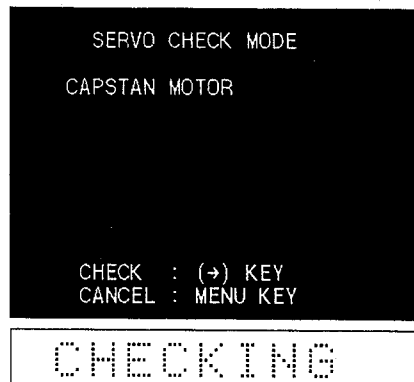 SERVO CHECK MODE
CAPSTAN MOTOR
CHECK : (→) KEY
CANCEL : MENU KEY
CHECKING